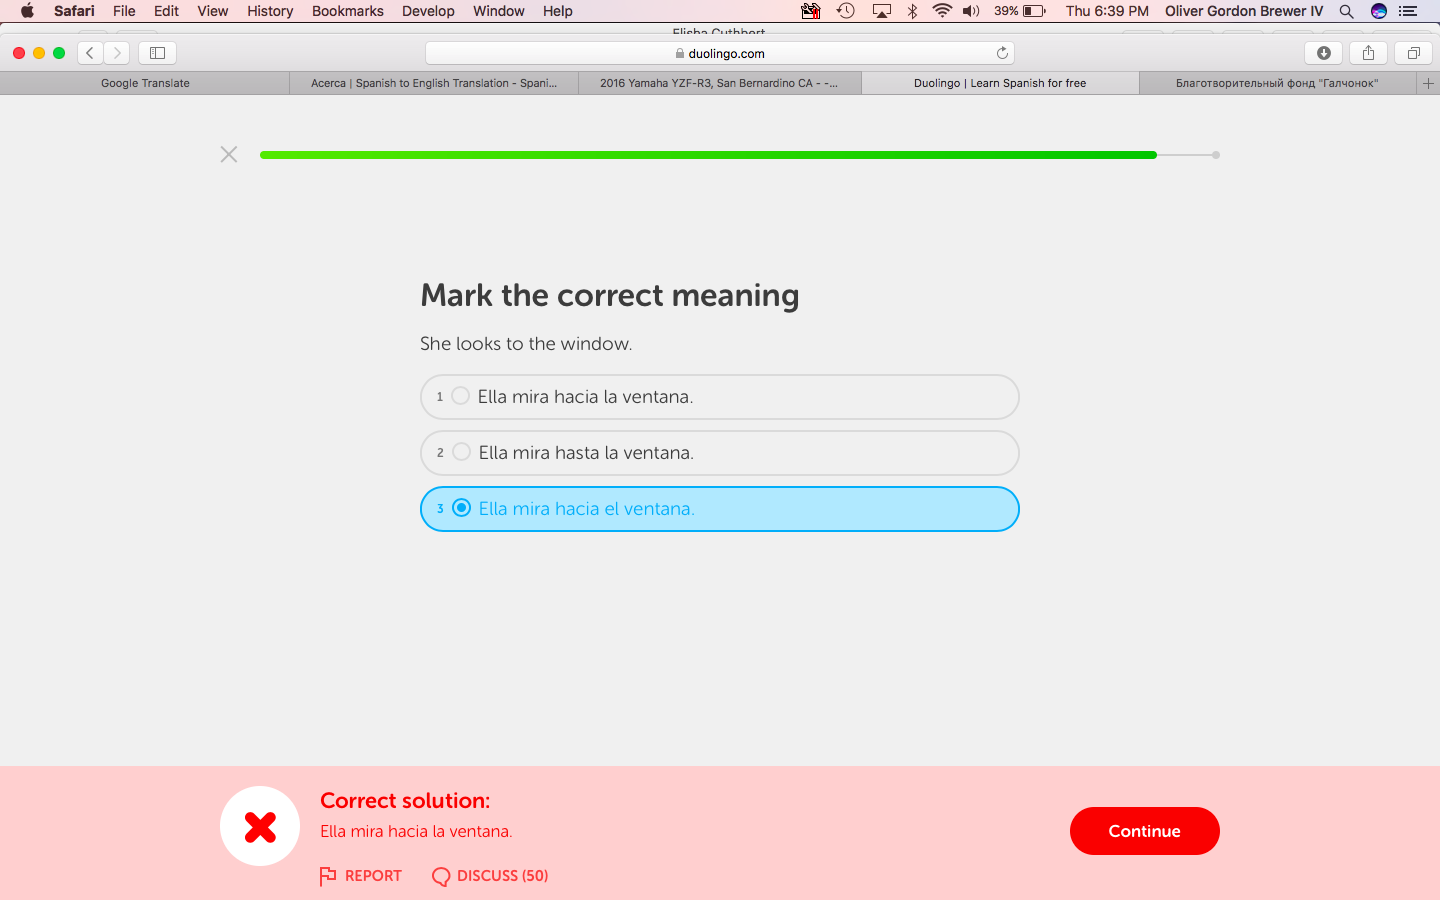 Safari File Edit View History Bookmarks Develop Window Help 39% Thu 6:39 PM Oliver Gordon Brewer IV
Elisha Cuthbert
duolingo.com
Google Translate
Acerca | Spanish to English Translation - Spani...
2016 Yamaha YZF-R3, San Bernardino CA - -...
Duolingo | Learn Spanish for free
Благотворительный фонд "Галчонок"
Mark the correct meaning
She looks to the window.
1 Ella mira hacia la ventana.
2 Ella mira hasta la ventana.
3 Ella mira hacia el ventana.
Correct solution:
Ella mira hacia la ventana.
REPORT DISCUSS (50)
Continue